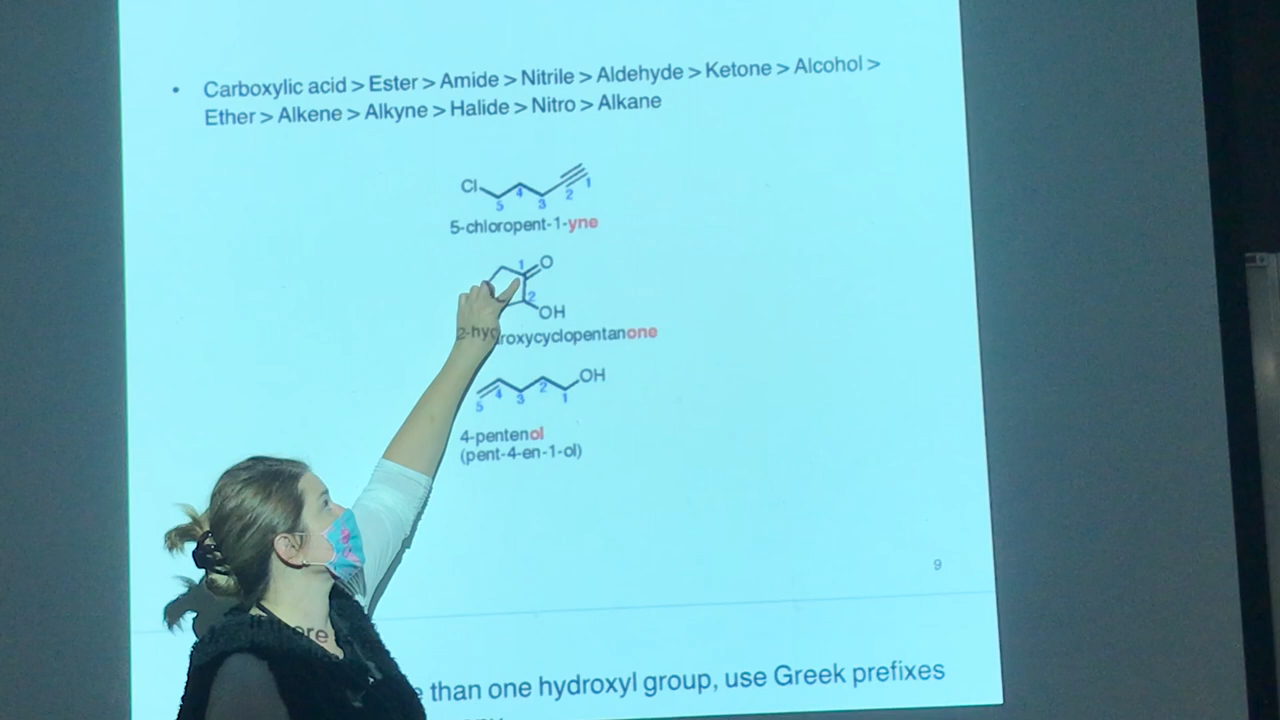 • Carboxylic acid > Ester > Amide > Nitrile > Aldehyde > Ketone > Alcohol >
Ether > Alkene > Alkyne > Halide > Nitro > Alkane
Cl 5 4 3 2 1
5-chloropent-1-yne
1 O
2 OH
2-hydroxycyclopentanone
5 4 3 2 1 OH
4-pentenol
(pent-4-en-1-ol)
9
than one hydroxyl group, use Greek prefixes